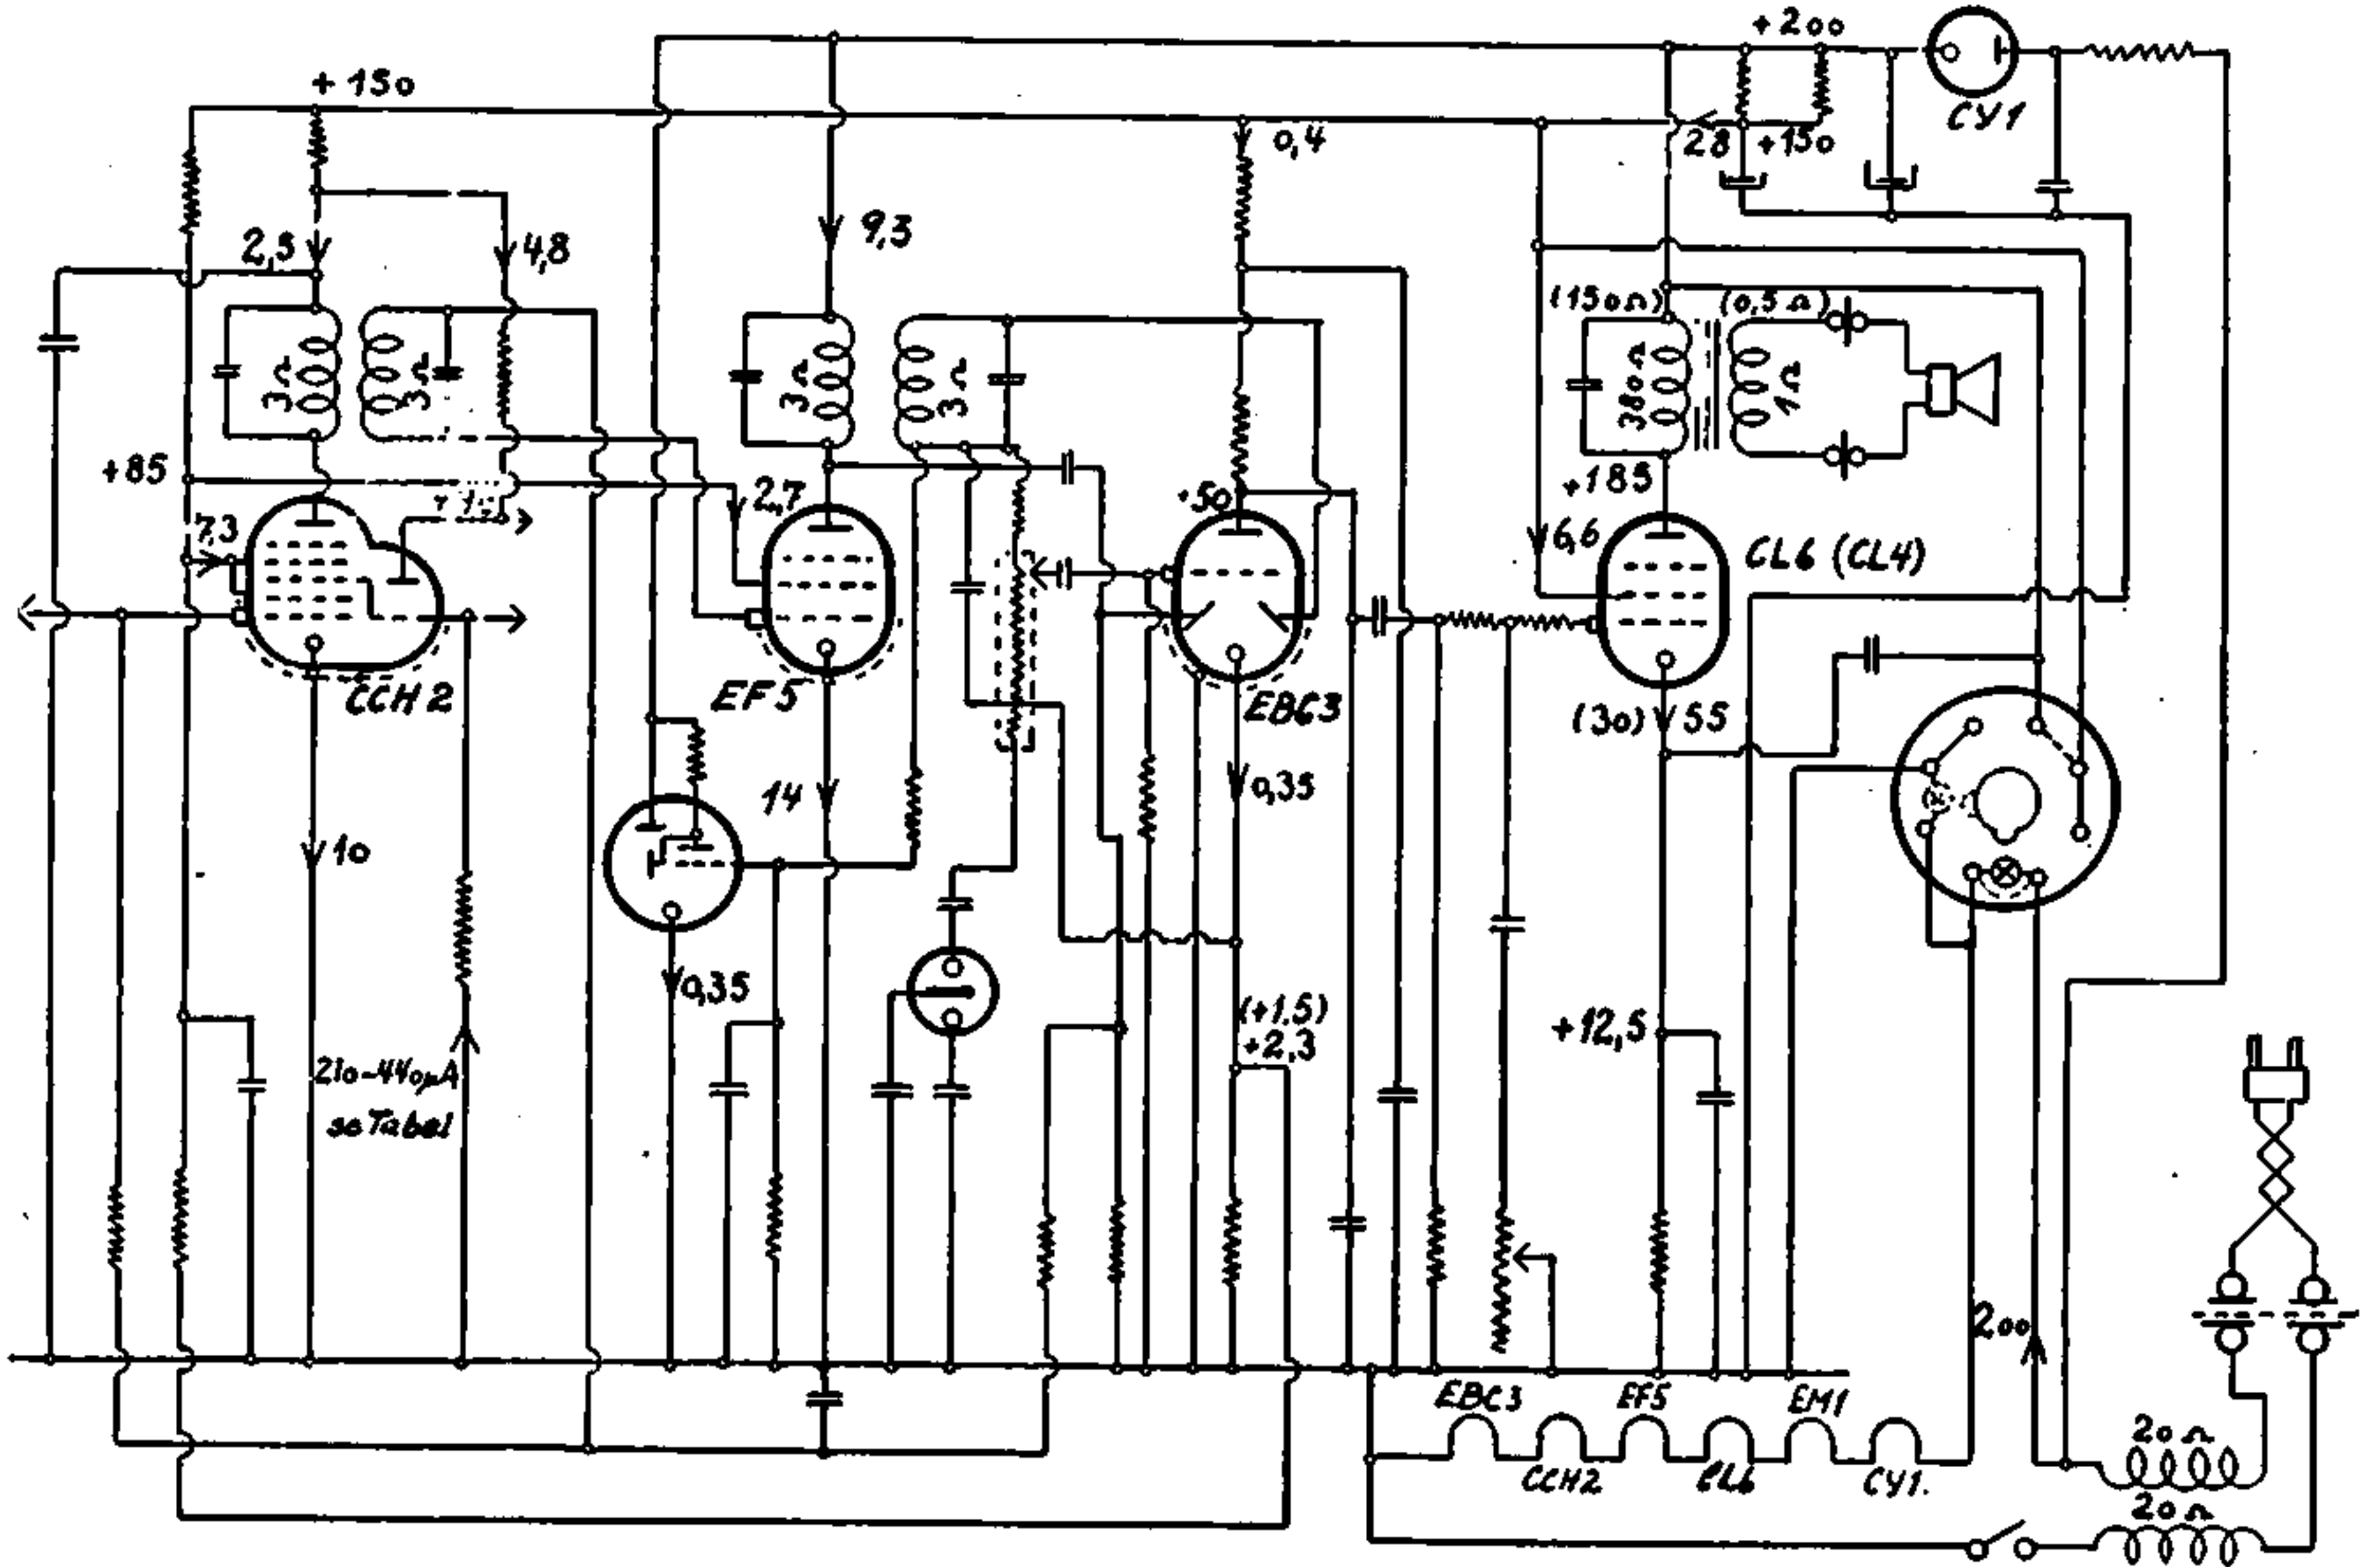 +200
+150
CY1
0,4
28 +150
2,5
4,8
9,3
(150Ω)
(0,5Ω)
3Ω
3Ω
3Ω
3Ω
380Ω
1Ω
+85
2,7
+50
+185
7,3
6,6
CL6 (CL4)
CCH2
EF5
EBC3
(30) 55
14
0,35
10
0,35
(+1,5)
+2,3
+12,5
210-440μA
se Tabel
200
EBC3
EF5
EM1
CCH2
CL6
CY1.
20Ω
20Ω